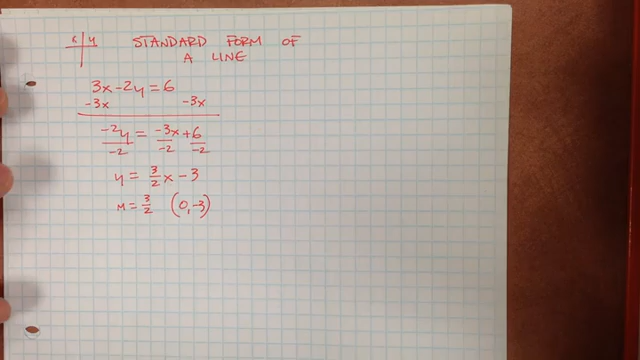 x y STANDARD FORM OF
A LINE
3x-2y=6
-3x -3x
-2y = -3x +6
-2 -2 -2
y = 3/2 x - 3
m = 3/2 (0,-3)